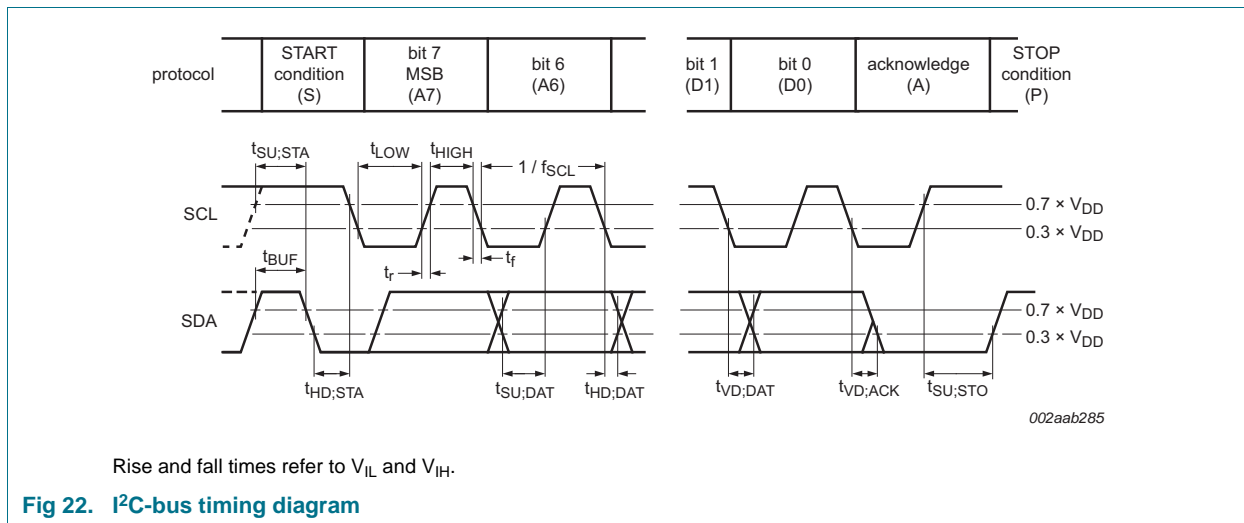 protocol
START
condition
(S)
bit 7
MSB
(A7)
bit 6
(A6)
bit 1
(D1)
bit 0
(D0)
acknowledge
(A)
STOP
condition
(P)
tSU;STA
tLOW
tHIGH
1 / fSCL
SCL
0.7 × VDD
0.3 × VDD
tBUF
tr
tf
SDA
0.7 × VDD
0.3 × VDD
tHD;STA
tSU;DAT
tHD;DAT
tVD;DAT
tVD;ACK
tSU;STO
002aab285
Rise and fall times refer to VIL and VIH.
Fig 22. I²C-bus timing diagram